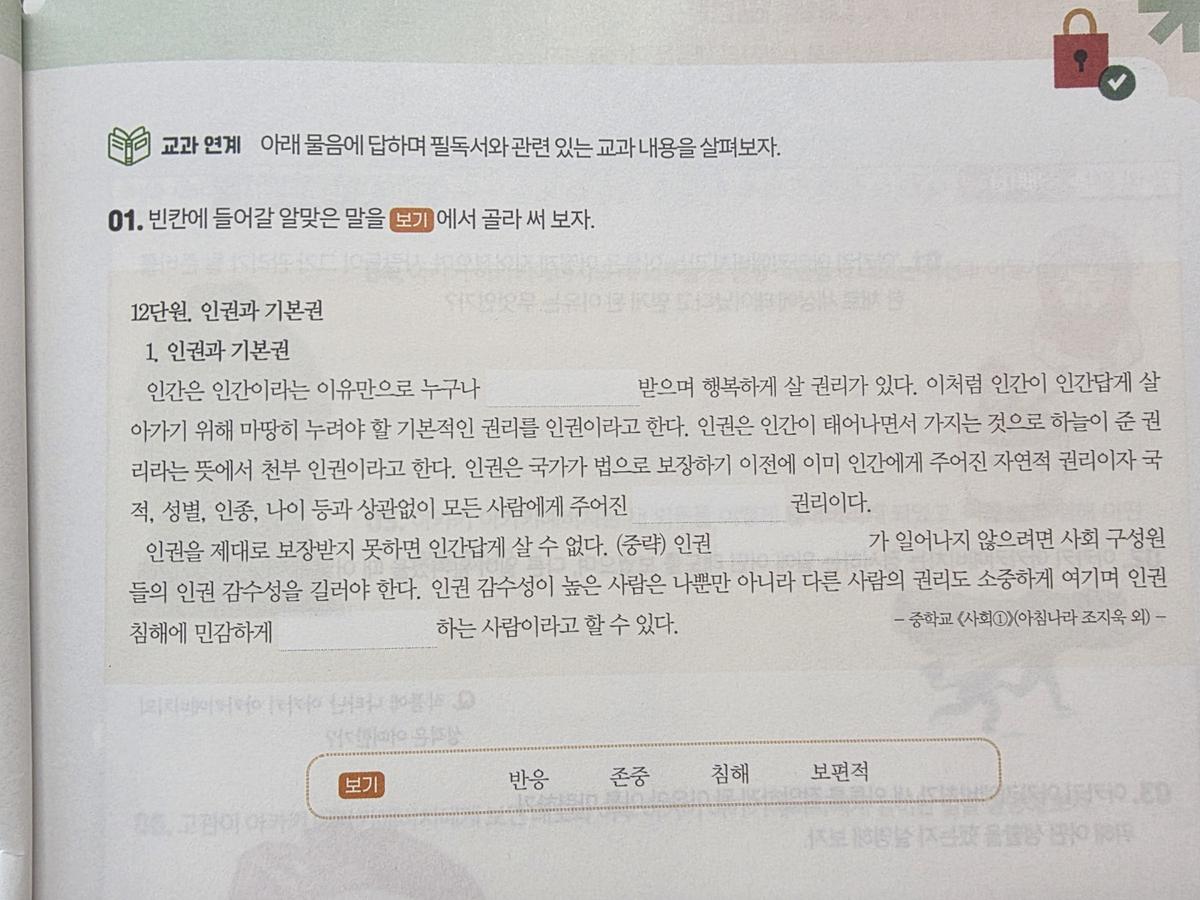 교과 연계 아래 물음에 답하며 필독서와 관련 있는 교과 내용을 살펴보자.
01. 빈칸에 들어갈 알맞은 말을 보기 에서 골라 써 보자.
12단원. 인권과 기본권
1. 인권과 기본권
인간은 인간이라는 이유만으로 누구나 받으며 행복하게 살 권리가 있다. 이처럼 인간이 인간답게 살
아가기 위해 마땅히 누려야 할 기본적인 권리를 인권이라고 한다. 인권은 인간이 태어나면서 가지는 것으로 하늘이 준 권
리라는 뜻에서 천부 인권이라고 한다. 인권은 국가가 법으로 보장하기 이전에 이미 인간에게 주어진 자연적 권리이자 국
적, 성별, 인종, 나이 등과 상관없이 모든 사람에게 주어진 권리이다.
인권을 제대로 보장받지 못하면 인간답게 살 수 없다. (중략) 인권 가 일어나지 않으려면 사회 구성원
들의 인권 감수성을 길러야 한다. 인권 감수성이 높은 사람은 나뿐만 아니라 다른 사람의 권리도 소중하게 여기며 인권
침해에 민감하게 하는 사람이라고 할 수 있다.
– 중학교 《사회①》(아침나라 조지욱 외) –
보기 반응 존중 침해 보편적